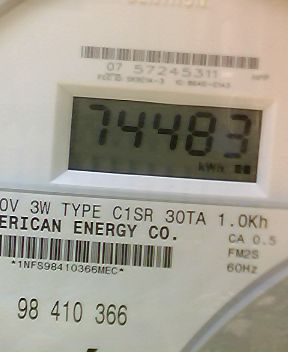 07 57245311
74483
kWh
0V 3W TYPE C1SR 30TA 1.0Kh
ERICAN ENERGY CO.
CA 0.5
*1NFS98410366MEC*
FM2S
60Hz
98 410 366